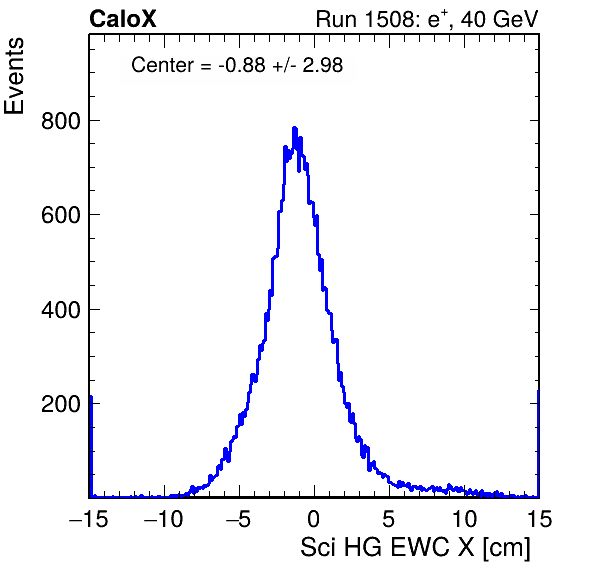 CaloX
Run 1508: e+, 40 GeV
Center = -0.88 +/- 2.98
Events
800
600
400
200
−15 −10 −5 0 5 10 15
Sci HG EWC X [cm]